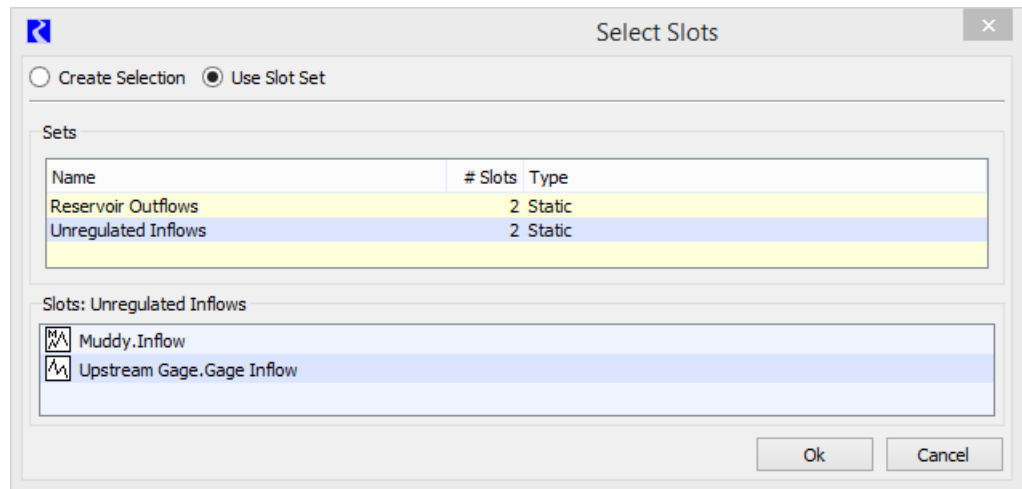 Select Slots
Create Selection Use Slot Set
Sets
Name # Slots Type
Reservoir Outflows 2 Static
Unregulated Inflows 2 Static
Slots: Unregulated Inflows
Muddy.Inflow
Upstream Gage.Gage Inflow
Ok Cancel